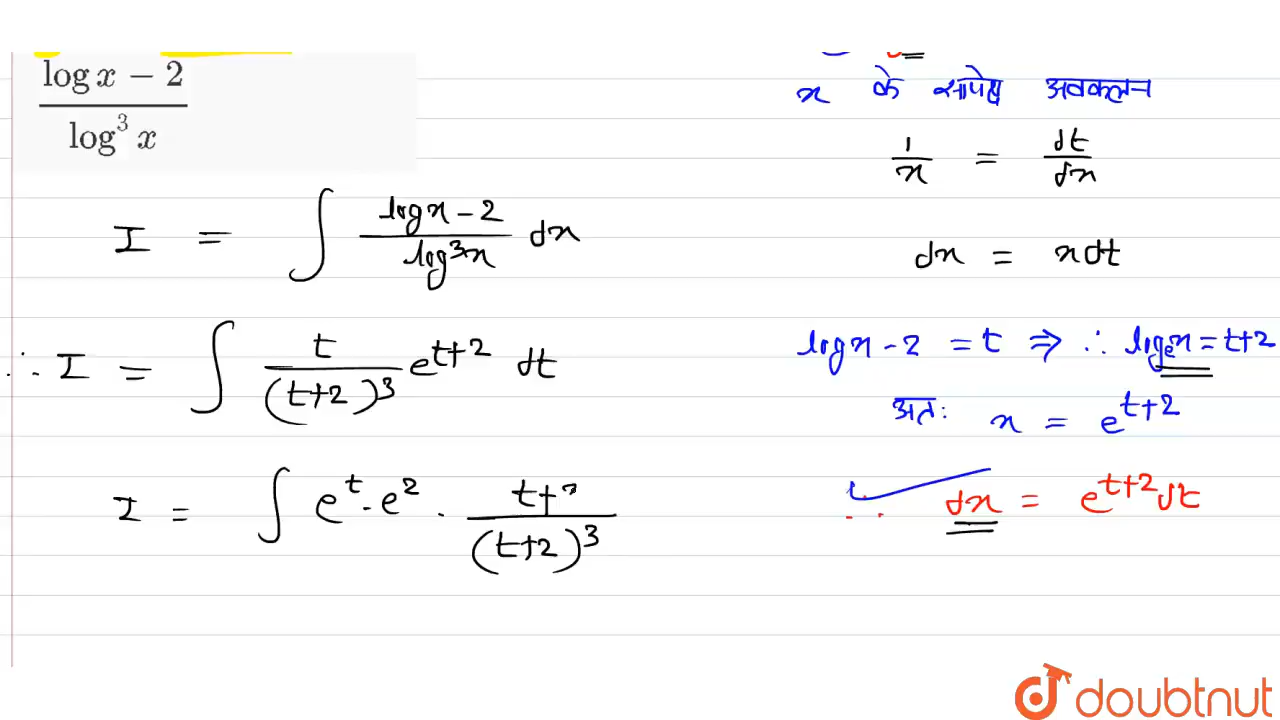 log x − 2
log³ x
x के सापेक्ष अवकलन
1/x = dt/dx
I = ∫ (log x − 2)/(log³x) dx
dx = x dt
∴ I = ∫ t/(t+2)³ e^(t+2) dt
log x − 2 = t ⇒ ∴ logₑx = t+2
अतः x = e^(t+2)
I = ∫ e^t · e² · (t+2)/(t+2)³
∴ dx = e^(t+2) dt
doubtnut